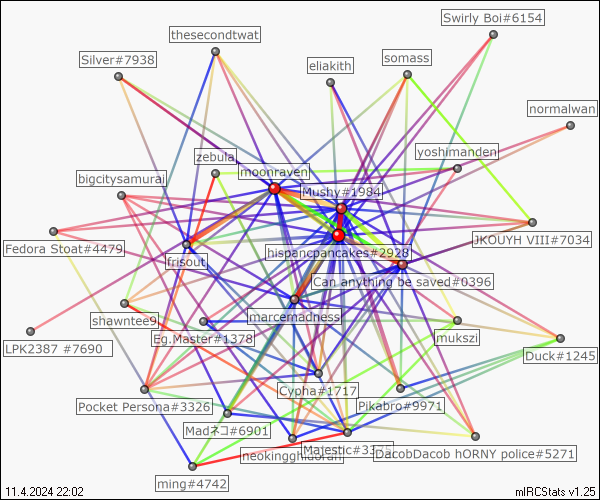 Swirly Boi#6154
thesecondtwat
Silver#7938
somass
eliakith
normalwan
yoshimanden
zebula
moonraven
bigcitysamurai
Mushy#1984
JKOUYH VIII#7034
Fedora Stoat#4479
hispancpancakes#2928
frisout
Can anything be saved#0396
marcemadness
shawntee9
Eg.Master#1378
mukszi
LPK2387 #7690
Duck#1245
Cypha#1717
Pocket Persona#3326
Pikabro#9971
Madネコ#6901
neokingghidorah
DacobDacob hORNY police#5271
ming#4742
11.4.2024 22:02
mIRCStats v1.25